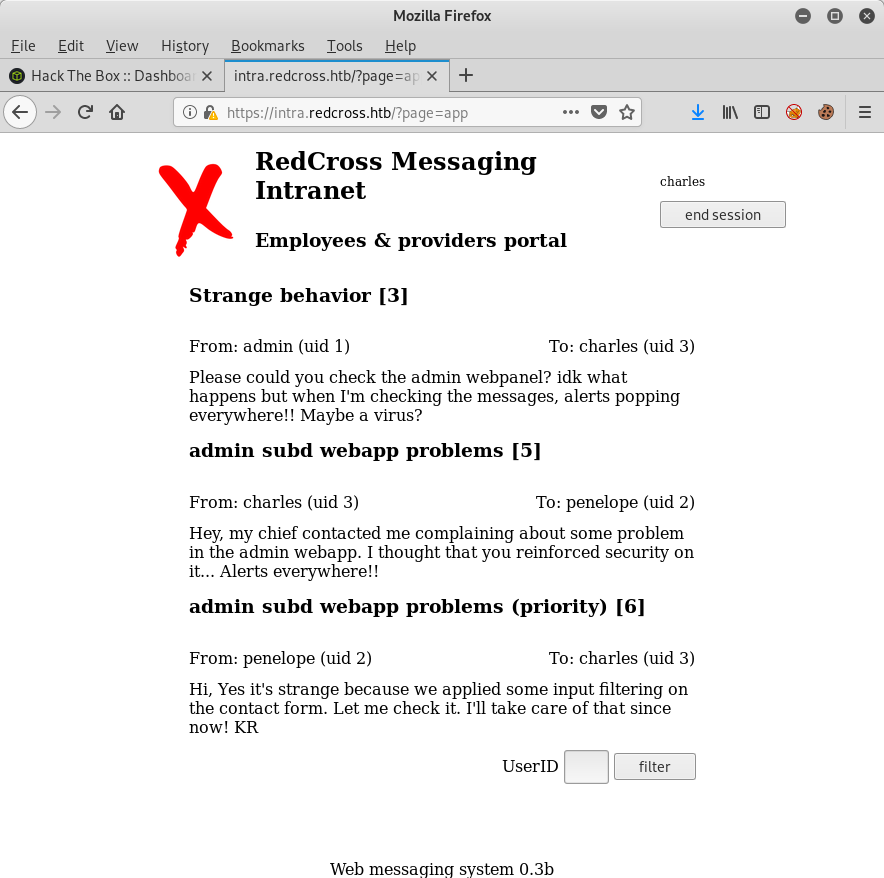 Mozilla Firefox
File Edit View History Bookmarks Tools Help
Hack The Box :: Dashboa
intra.redcross.htb/?page=ap
https://intra.redcross.htb/?page=app
RedCross Messaging
Intranet
charles
end session
Employees & providers portal
Strange behavior [3]
From: admin (uid 1) To: charles (uid 3)
Please could you check the admin webpanel? idk what
happens but when I'm checking the messages, alerts popping
everywhere!! Maybe a virus?
admin subd webapp problems [5]
From: charles (uid 3) To: penelope (uid 2)
Hey, my chief contacted me complaining about some problem
in the admin webapp. I thought that you reinforced security on
it... Alerts everywhere!!
admin subd webapp problems (priority) [6]
From: penelope (uid 2) To: charles (uid 3)
Hi, Yes it's strange because we applied some input filtering on
the contact form. Let me check it. I'll take care of that since
now! KR
UserID filter
Web messaging system 0.3b